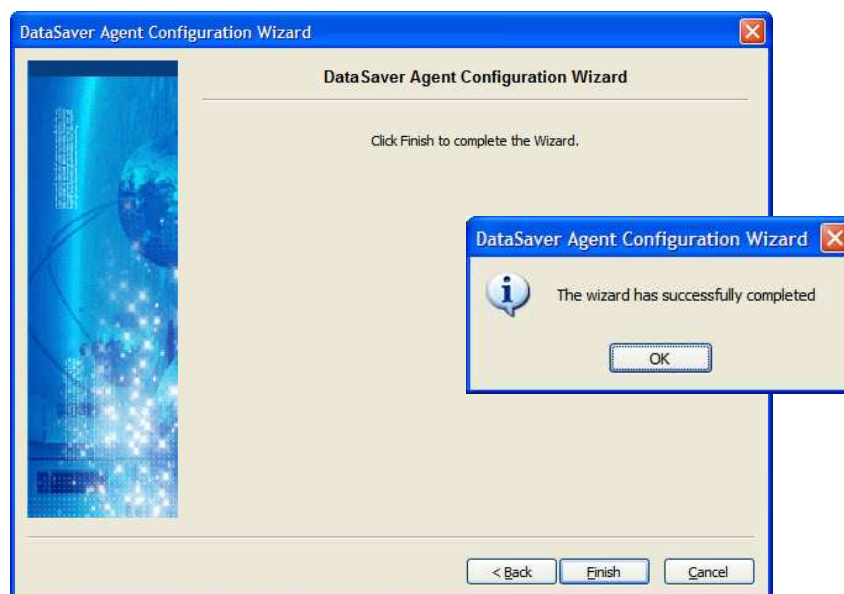 DataSaver Agent Configuration Wizard
DataSaver Agent Configuration Wizard
Click Finish to complete the Wizard.
DataSaver Agent Configuration Wizard
The wizard has successfully completed
OK
< Back
Finish
Cancel